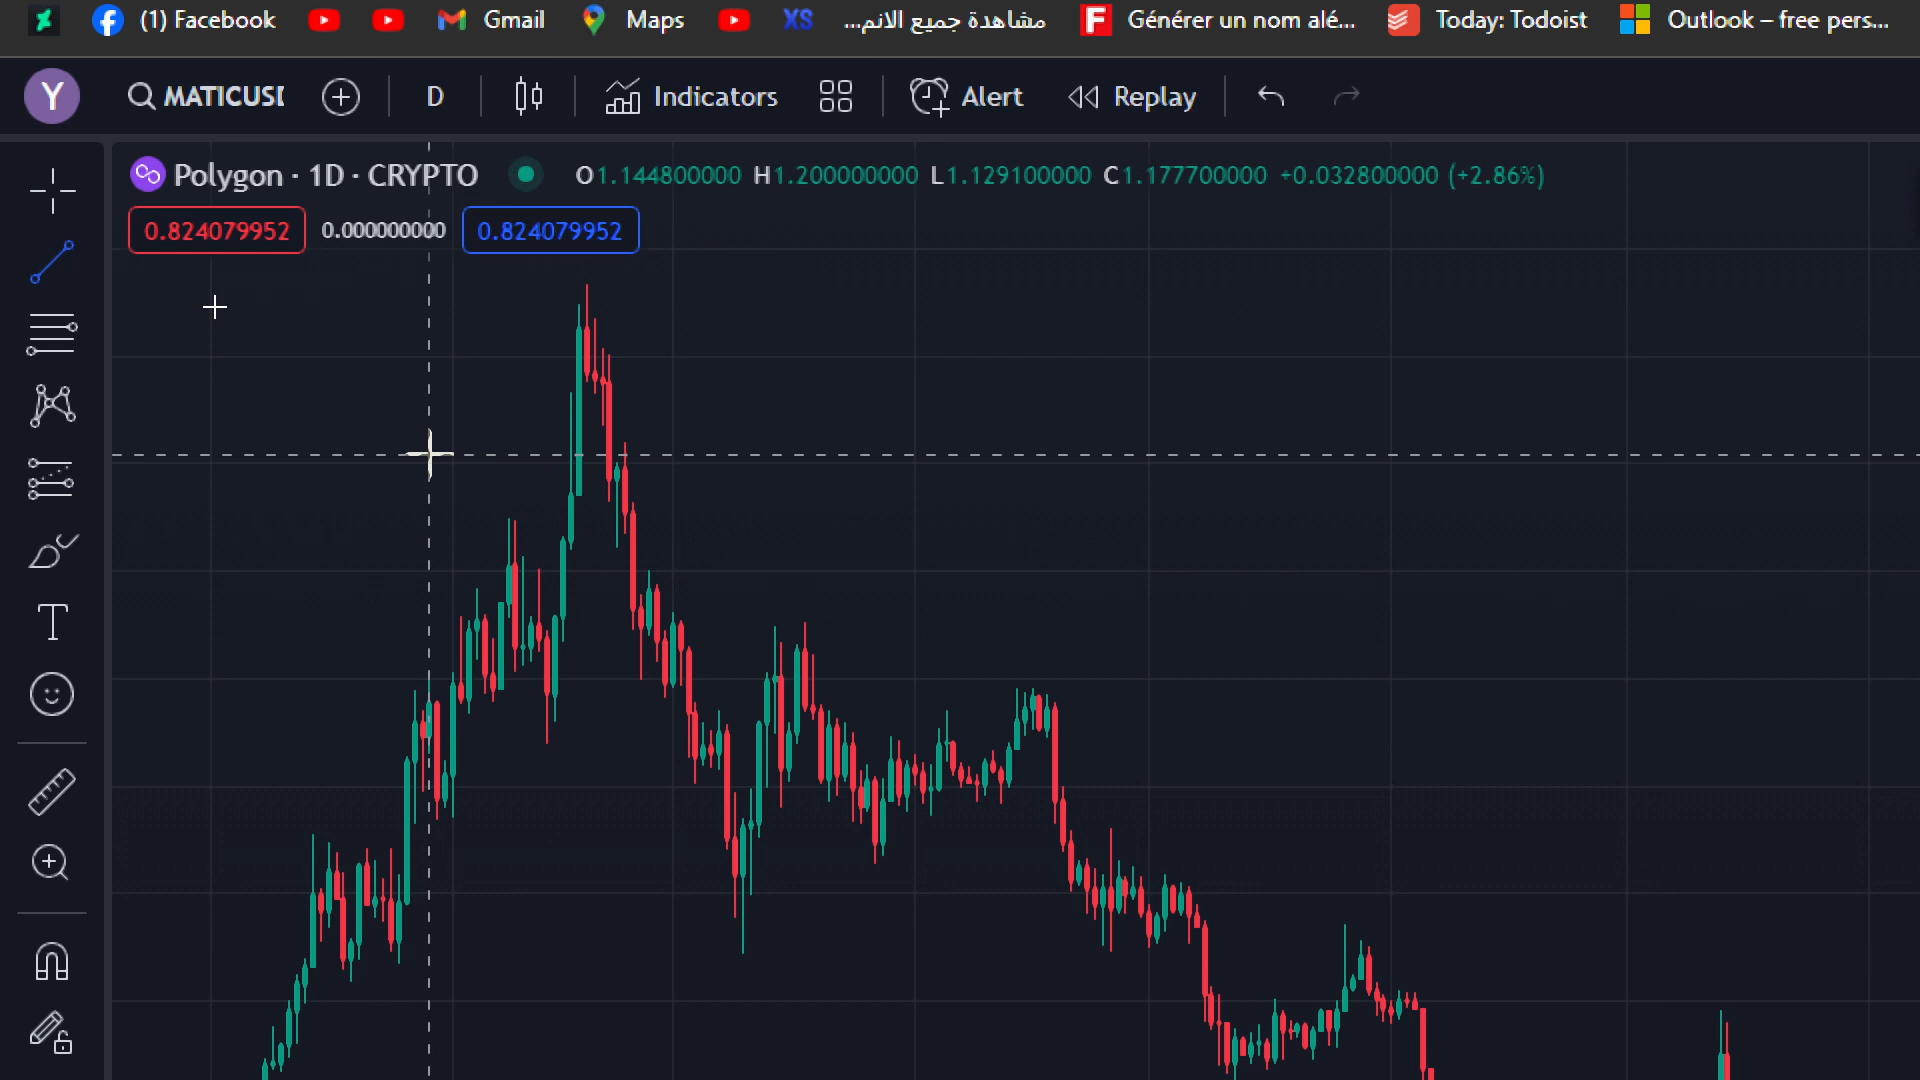 (1) Facebook Gmail Maps XS مشاهدة جميع الانم... F Générer un nom alé... Today: Todoist Outlook – free pers...
Y MATICUSD D Indicators Alert Replay
Polygon · 1D · CRYPTO O1.144800000 H1.200000000 L1.129100000 C1.177700000 +0.032800000 (+2.86%)
0.824079952 0.000000000 0.824079952
T